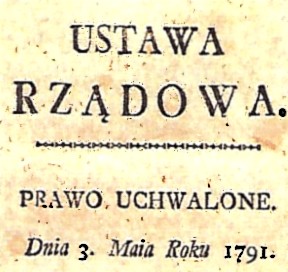 USTAWA
RZĄDOWA.
PRAWO UCHWALONE.
Dnia 3. Maia Roku 1791.